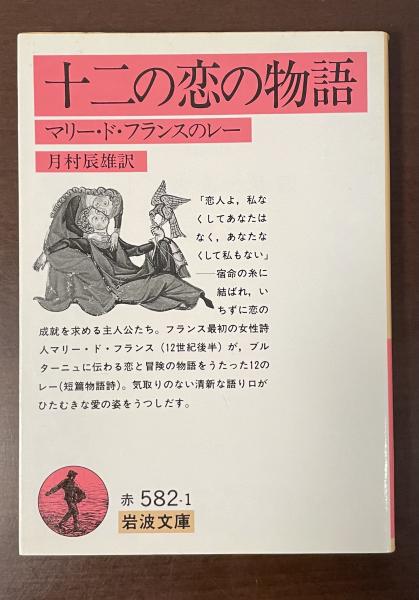 十二の恋の物語
マリー・ド・フランスのレー
月村辰雄訳
「恋人よ，私な
くしてあなたは
なく，あなたな
くして私もない」
──宿命の糸に
結ばれ，い
ちずに恋の
成就を求める主人公たち。フランス最初の女性詩
人マリー・ド・フランス（12世紀後半）が，ブル
ターニュに伝わる恋と冒険の物語をうたった12の
レー（短篇物語詩）。気取りのない清新な語り口が
ひたむきな愛の姿をうつしだす。
赤 582-1
岩波文庫